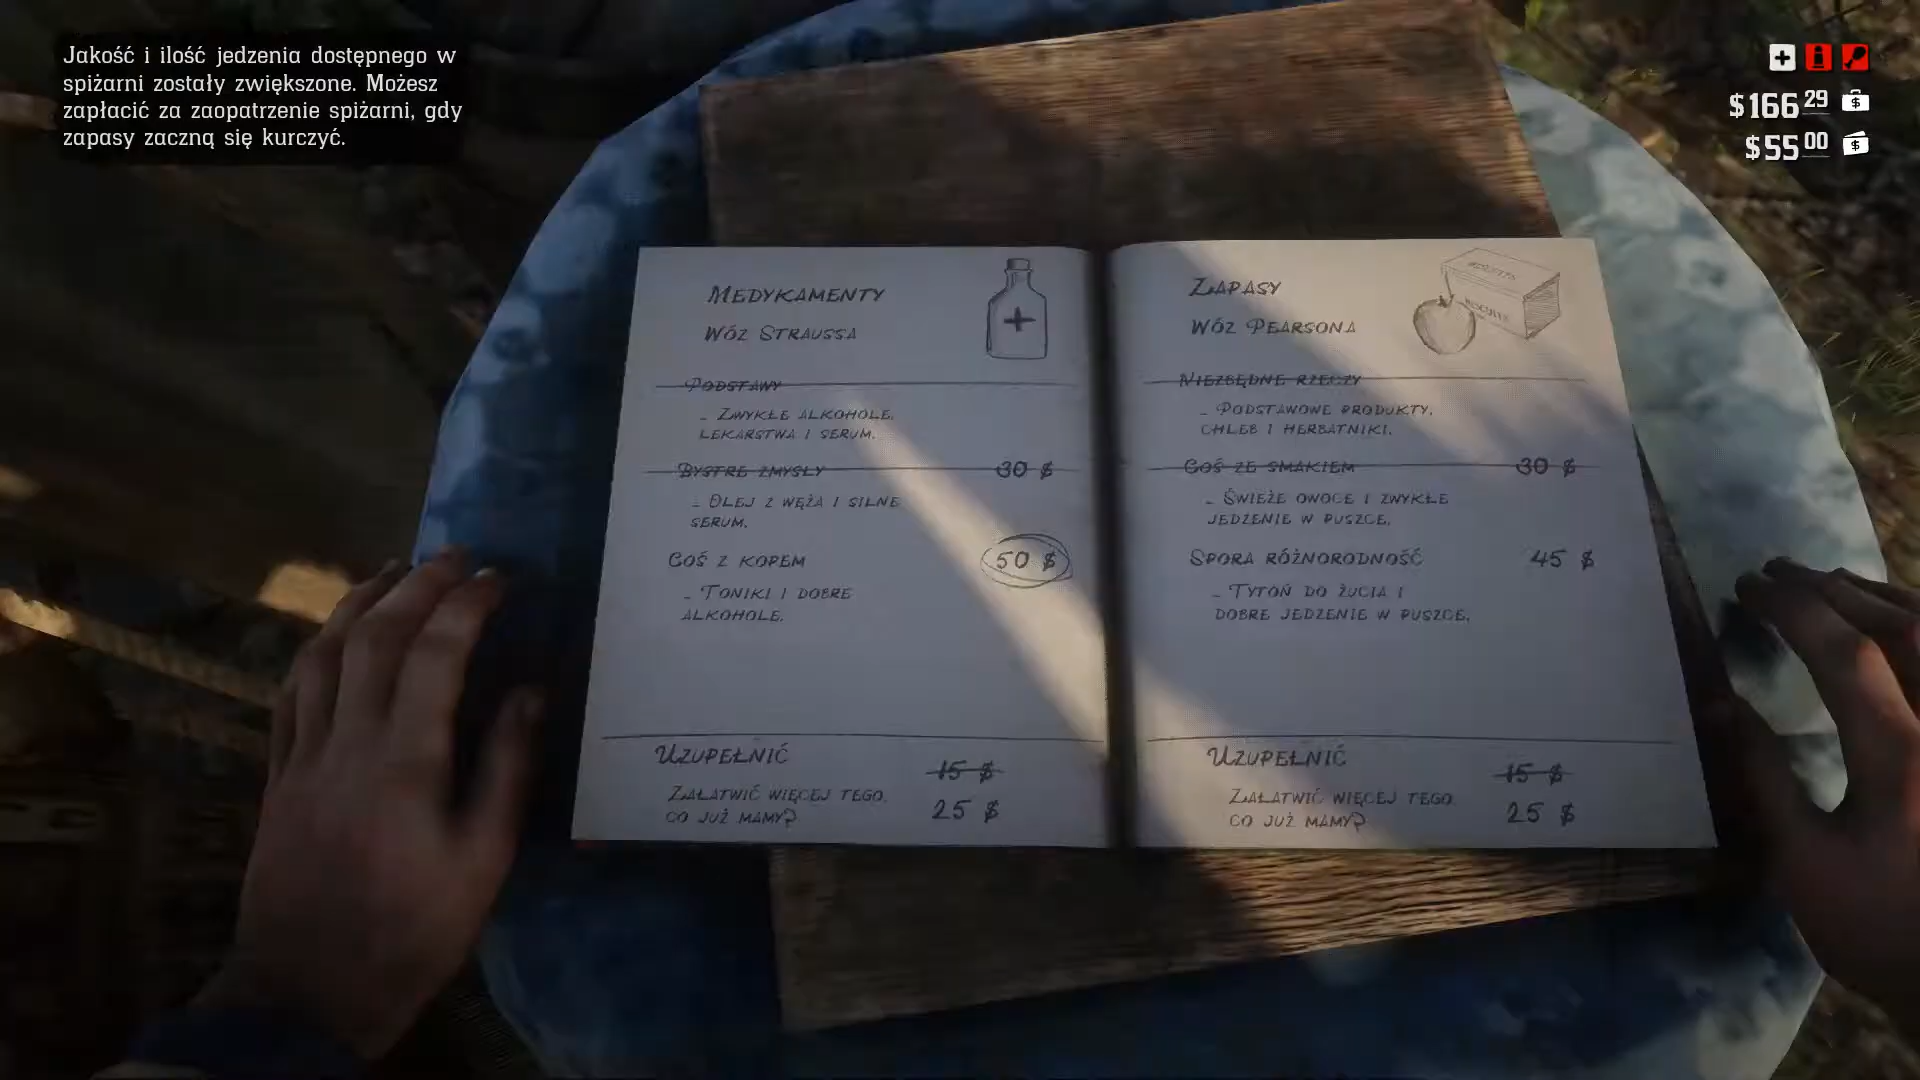 Jakość i ilość jedzenia dostępnego w
spiżarni zostały zwiększone. Możesz
zapłacić za zaopatrzenie spiżarni, gdy
zapasy zaczną się kurczyć.
$166 29
$55 00
MEDYKAMENTY
WÓZ STRAUSSA
PODSTAWY
- ZWYKŁE ALKOHOLE,
LEKARSTWA I SERUM.
BYSTRE ZMYSŁY 30 $
- OLEJ Z WĘŻA I SILNE
SERUM.
COŚ Z KOPEM 50 $
- TONIKI I DOBRE
ALKOHOLE.
UZUPEŁNIĆ
15 $
ZAŁATWIĆ WIĘCEJ TEGO,
CO JUŻ MAMY? 25 $
ZAPASY
WÓZ PEARSONA
BISCUITS
NIEZBĘDNE RZECZY
- PODSTAWOWE PRODUKTY,
CHLEB I HERBATNIKI.
COŚ ZE SMAKIEM 30 $
- ŚWIEŻE OWOCE I ZWYKŁE
JEDZENIE W PUSZCE.
SPORA RÓŻNORODNOŚĆ 45 $
- TYTOŃ DO ŻUCIA I
DOBRE JEDZENIE W PUSZCE.
UZUPEŁNIĆ
15 $
ZAŁATWIĆ WIĘCEJ TEGO,
CO JUŻ MAMY? 25 $